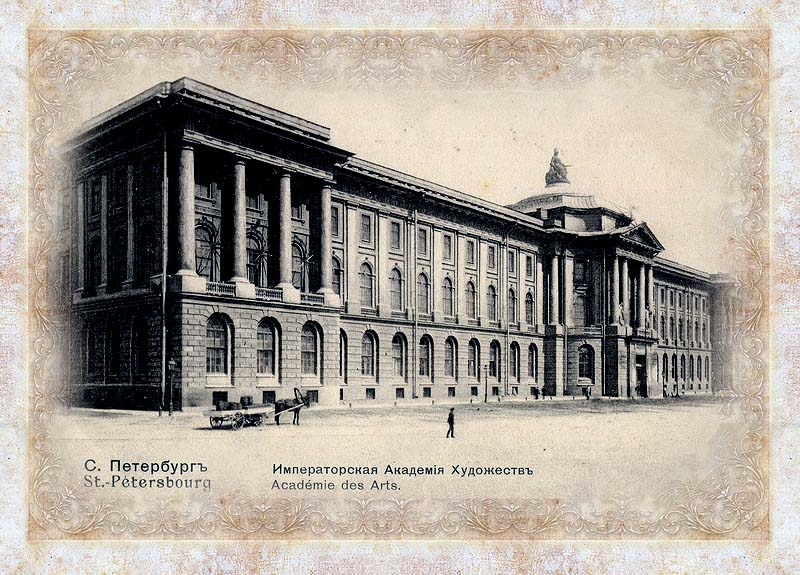 С. Петербургъ
St.-Pétersbourg
Императорская Академія Художествъ
Académie des Arts.